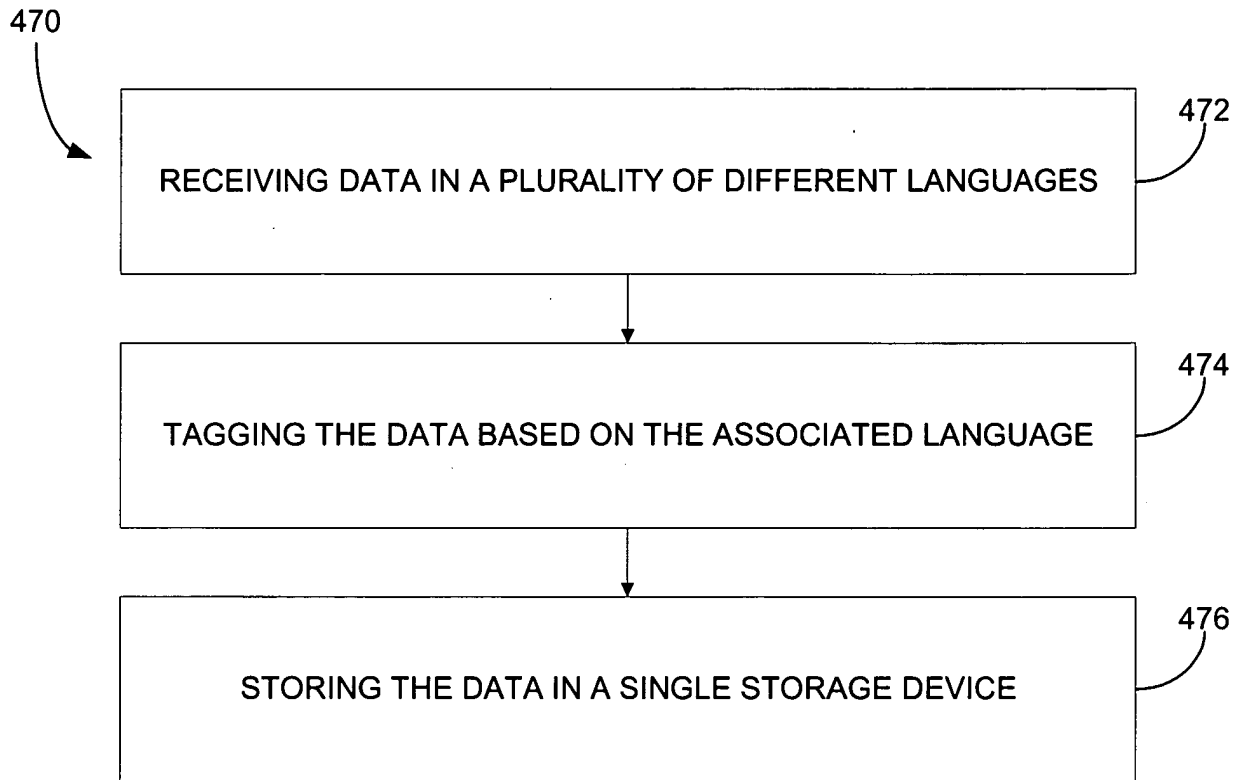 470
472
RECEIVING DATA IN A PLURALITY OF DIFFERENT LANGUAGES
474
TAGGING THE DATA BASED ON THE ASSOCIATED LANGUAGE
476
STORING THE DATA IN A SINGLE STORAGE DEVICE